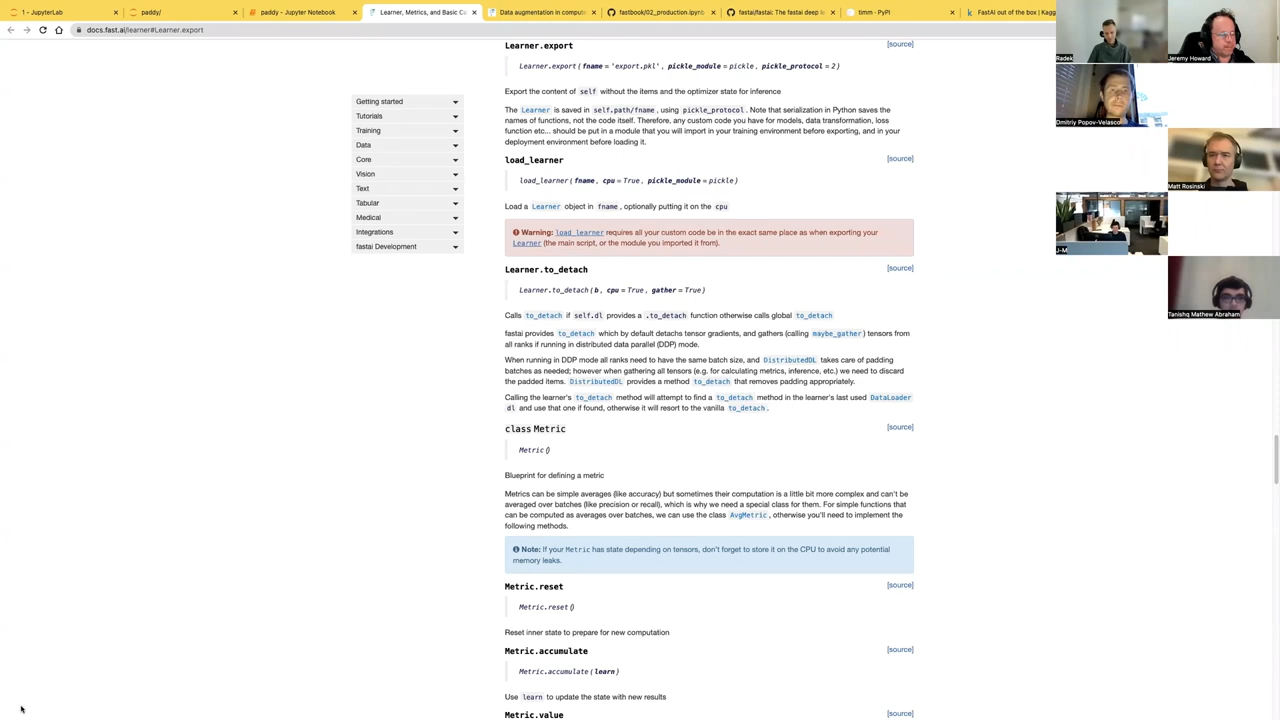 1 - JupyterLab
paddy/
paddy - Jupyter Notebook
Learner, Metrics, and Basic Ca
Data augmentation in compute
fastbook/02_production.ipynb
fastai/fastai: The fastai deep le
timm · PyPI
FastAI out of the box | Kagg
docs.fast.ai/learner#Learner.export
Radek
Jeremy Howard
Dmitriy Popov-Velasco
Matt Rosinski
J-M
Tanishq Mathew Abraham
Getting started
Tutorials
Training
Data
Core
Vision
Text
Tabular
Medical
Integrations
fastai Development
Learner.export
[source]
Learner.export(fname='export.pkl', pickle_module=pickle, pickle_protocol=2)
Export the content of self without the items and the optimizer state for inference
The Learner is saved in self.path/fname, using pickle_protocol. Note that serialization in Python saves the
names of functions, not the code itself. Therefore, any custom code you have for models, data transformation, loss
function etc... should be put in a module that you will import in your training environment before exporting, and in your
deployment environment before loading it.
load_learner
[source]
load_learner(fname, cpu=True, pickle_module=pickle)
Load a Learner object in fname, optionally putting it on the cpu
Warning: load_learner requires all your custom code be in the exact same place as when exporting your
Learner (the main script, or the module you imported it from).
Learner.to_detach
[source]
Learner.to_detach(b, cpu=True, gather=True)
Calls to_detach if self.dl provides a .to_detach function otherwise calls global to_detach
fastai provides to_detach which by default detachs tensor gradients, and gathers (calling maybe_gather) tensors from
all ranks if running in distributed data parallel (DDP) mode.
When running in DDP mode all ranks need to have the same batch size, and DistributedDL takes care of padding
batches as needed; however when gathering all tensors (e.g. for calculating metrics, inference, etc.) we need to discard
the padded items. DistributedDL provides a method to_detach that removes padding appropriately.
Calling the learner's to_detach method will attempt to find a to_detach method in the learner's last used DataLoader
dl and use that one if found, otherwise it will resort to the vanilla to_detach.
class Metric
[source]
Metric()
Blueprint for defining a metric
Metrics can be simple averages (like accuracy) but sometimes their computation is a little bit more complex and can't be
averaged over batches (like precision or recall), which is why we need a special class for them. For simple functions that
can be computed as averages over batches, we can use the class AvgMetric, otherwise you'll need to implement the
following methods.
Note: If your Metric has state depending on tensors, don't forget to store it on the CPU to avoid any potential
memory leaks.
Metric.reset
[source]
Metric.reset()
Reset inner state to prepare for new computation
Metric.accumulate
[source]
Metric.accumulate(learn)
Use learn to update the state with new results
Metric.value
[source]